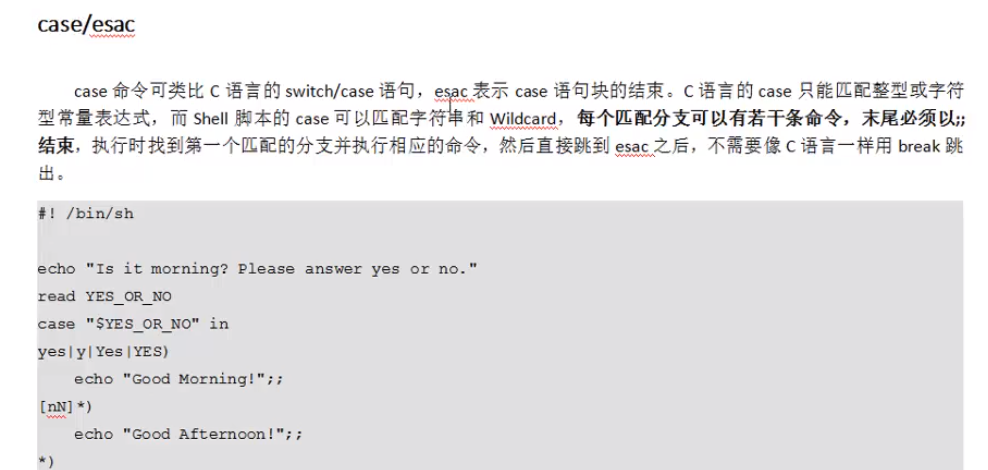 case/esac
case 命令可类比 C 语言的 switch/case 语句，esac 表示 case 语句块的结束。C 语言的 case 只能匹配整型或字符
型常量表达式，而 Shell 脚本的 case 可以匹配字符串和 Wildcard，每个匹配分支可以有若干条命令，末尾必须以;;
结束，执行时找到第一个匹配的分支并执行相应的命令，然后直接跳到 esac 之后，不需要像 C 语言一样用 break 跳
出。
#! /bin/sh
echo "Is it morning? Please answer yes or no."
read YES_OR_NO
case "$YES_OR_NO" in
yes|y|Yes|YES)
echo "Good Morning!";;
[nN]*)
echo "Good Afternoon!";;
*)